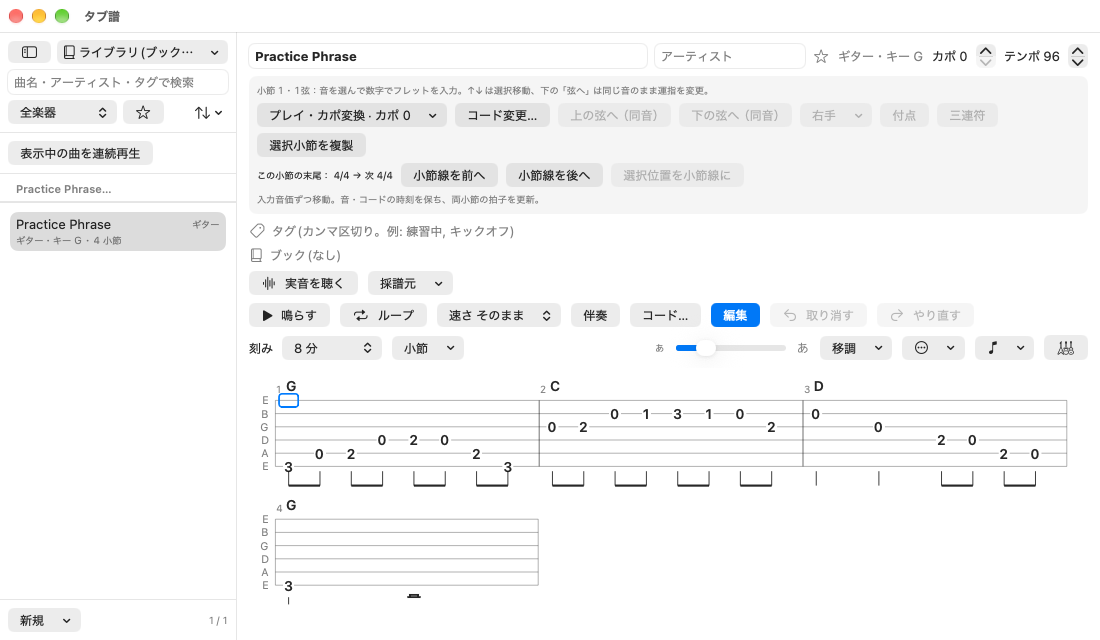 タブ譜
ライブラリ (ブック…
曲名・アーティスト・タグで検索
全楽器
表示中の曲を連続再生
Practice Phrase...
Practice Phrase ギター
ギター・キー G・4 小節
新規 1 / 1
Practice Phrase アーティスト ギター・キー G カポ 0 テンポ 96
小節 1・1弦：音を選んで数字でフレットを入力。↑↓は選択移動、下の「弦へ」は同じ音のまま運指を変更。
プレイ・カポ変換 · カポ 0 コード変更... 上の弦へ（同音） 下の弦へ（同音） 右手 付点 三連符
選択小節を複製
この小節の末尾： 4/4 → 次 4/4 小節線を前へ 小節線を後へ 選択位置を小節線に
入力音価ずつ移動。音・コードの時刻を保ち、両小節の拍子を更新。
タグ (カンマ区切り。例: 練習中, キックオフ)
ブック (なし)
実音を聴く 採譜元
鳴らす ループ 速さ そのまま 伴奏 コード... 編集 取り消す やり直す
刻み 8 分 小節 あ あ 移調
1 G 2 C 3 D
E
B 0 1 3 1 0 0
G 0 2 2 0
D 0 2 0 2 0
A 0 2 2 2 0
E 3 3
4 G
E
B
G
D
A
E 3